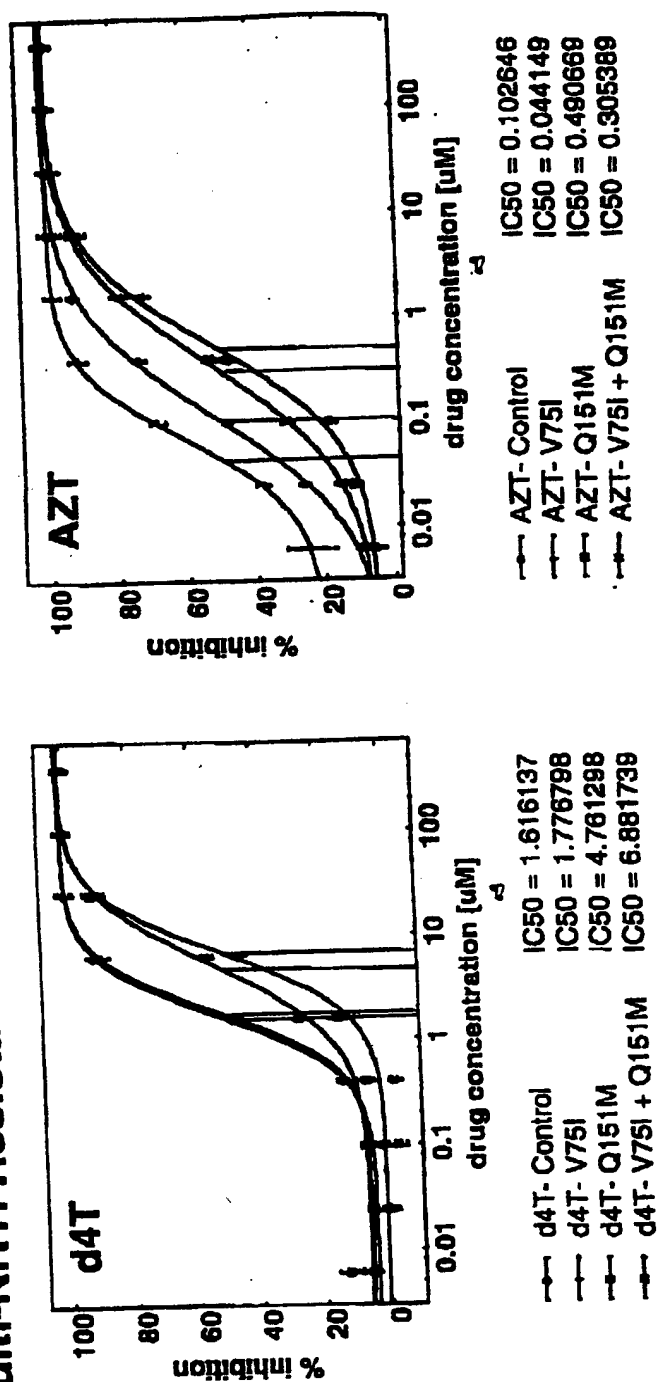 d4T
% inhibition
100
80
60
40
20
0
0.01 0.1 1 10 100
drug concentration [uM]
d4T- Control IC50 = 1.616137
d4T- V75I IC50 = 1.776798
d4T- Q151M IC50 = 4.761298
d4T- V75I + Q151M IC50 = 6.881739
AZT
% inhibition
100
80
60
40
20
0
0.01 0.1 1 10 100
drug concentration [uM]
AZT- Control IC50 = 0.102646
AZT- V75I IC50 = 0.044149
AZT- Q151M IC50 = 0.490669
AZT- V75I + Q151M IC50 = 0.305389